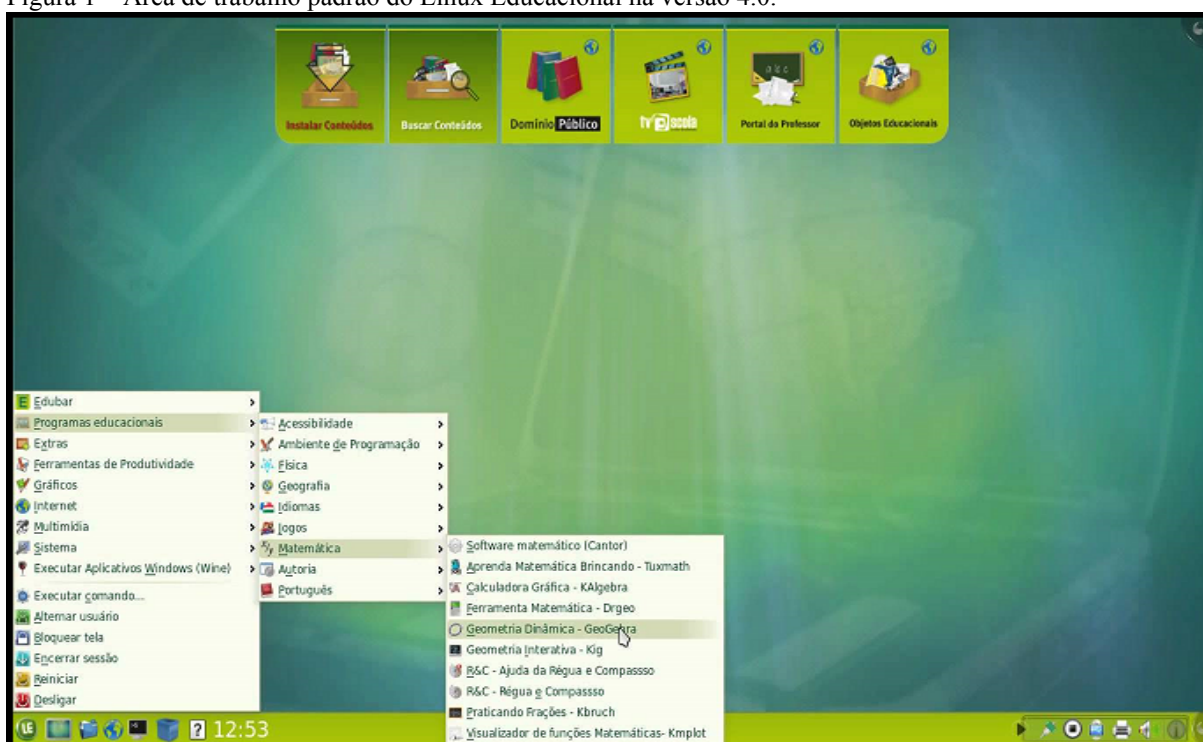 Figura 1 – Área de trabalho padrão do Linux Educacional na versão 4.0.
Instalar Conteúdos
Buscar Conteúdos
Domínio Público
tv escola
Portal do Professor
Objetos Educacionais
Edubar
Programas educacionais
Extras
Ferramentas de Produtividade
Gráficos
Internet
Multimídia
Sistema
Executar Aplicativos Windows (Wine)
Executar comando...
Alternar usuário
Bloquear tela
Encerrar sessão
Reiniciar
Desligar
Acessibilidade
Ambiente de Programação
Física
Geografia
Idiomas
Jogos
Matemática
Autoria
Português
Software matemático (Cantor)
Aprenda Matemática Brincando - Tuxmath
Calculadora Gráfica - KAlgebra
Ferramenta Matemática - Drgeo
Geometria Dinâmica - GeoGebra
Geometria Interativa - Kig
R&C - Ajuda da Régua e Compassso
R&C - Régua e Compassso
Praticando Frações - Kbruch
Visualizador de funções Matemáticas- Kmplot
LE
12:53